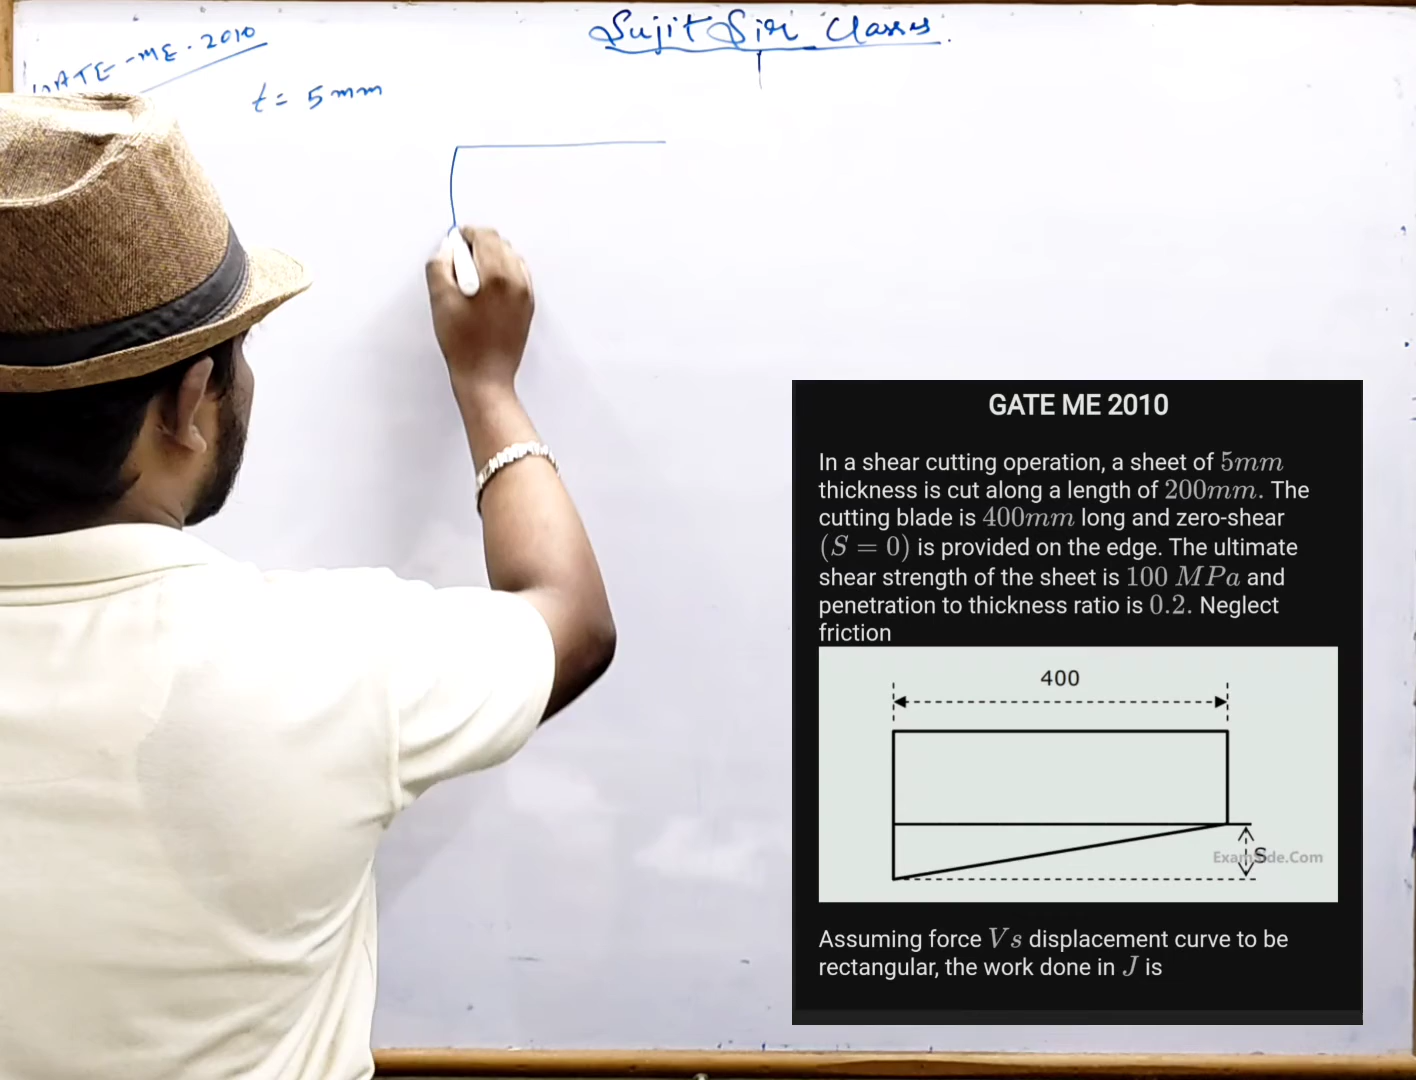 Sujit Sir Classes.
GATE-ME-2010
t = 5mm
GATE ME 2010
In a shear cutting operation, a sheet of 5mm
thickness is cut along a length of 200mm. The
cutting blade is 400mm long and zero-shear
(S = 0) is provided on the edge. The ultimate
shear strength of the sheet is 100 MPa and
penetration to thickness ratio is 0.2. Neglect
friction
400
S
ExamSide.Com
Assuming force Vs displacement curve to be
rectangular, the work done in J is